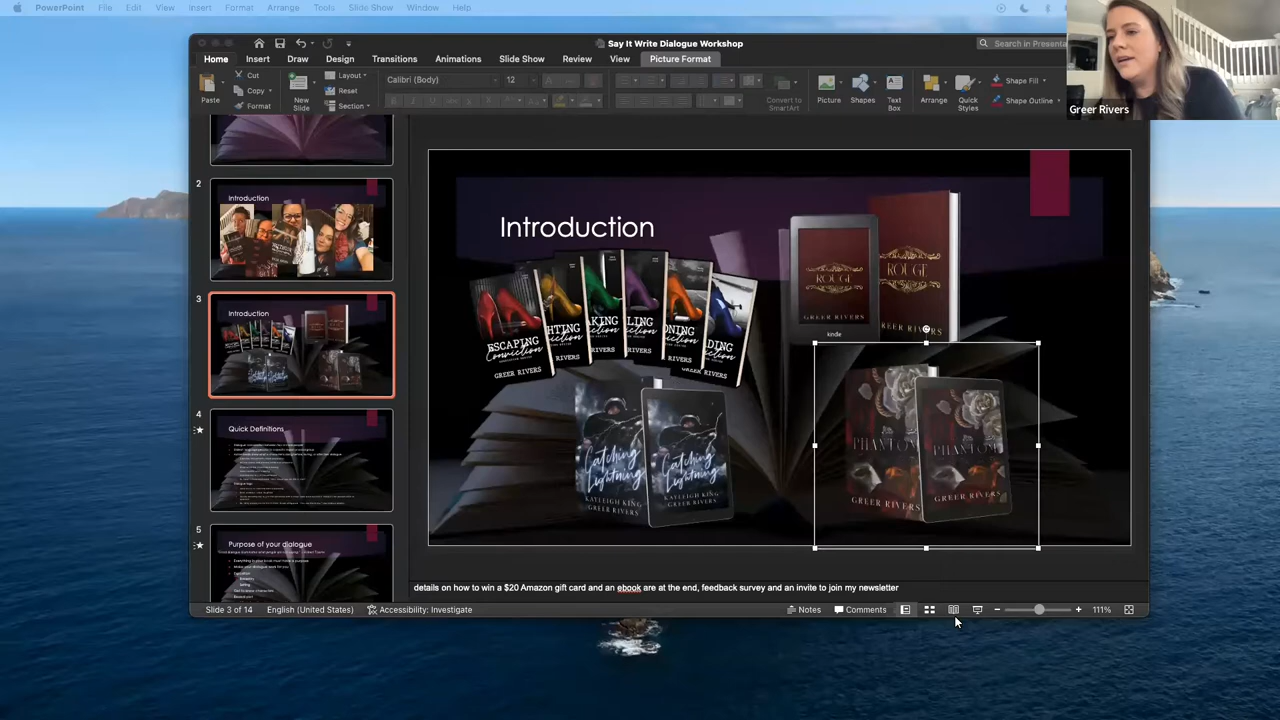 PowerPoint File Edit View Insert Format Arrange Tools Slide Show Window Help
Say It Write Dialogue Workshop
Search in Presenta
Home Insert Draw Design Transitions Animations Slide Show Review View Picture Format
Paste
Cut
Copy
Format
New Slide
Layout
Reset
Section
Calibri (Body) 12
Convert to SmartArt
Picture
Shapes
Text Box
Arrange
Quick Styles
Shape Fill
Shape Outline
Greer Rivers
2
Introduction
3
Introduction
4
Quick Definitions
5
Purpose of your dialogue
Introduction
ESCAPING
Conviction
GREER RIVERS
ROUGE
GREER RIVERS
kindle
ROUGE
GREER RIVERS
Catching Lightning
KAYLEIGH KING
GREER RIVERS
Catching Lightning
KAYLEIGH KING
GREER RIVERS
PHANTOM
GREER RIVERS
PHANTOM
GREER RIVERS
details on how to win a $20 Amazon gift card and an ebook are at the end, feedback survey and an invite to join my newsletter
Slide 3 of 14 English (United States) Accessibility: Investigate Notes Comments 111%